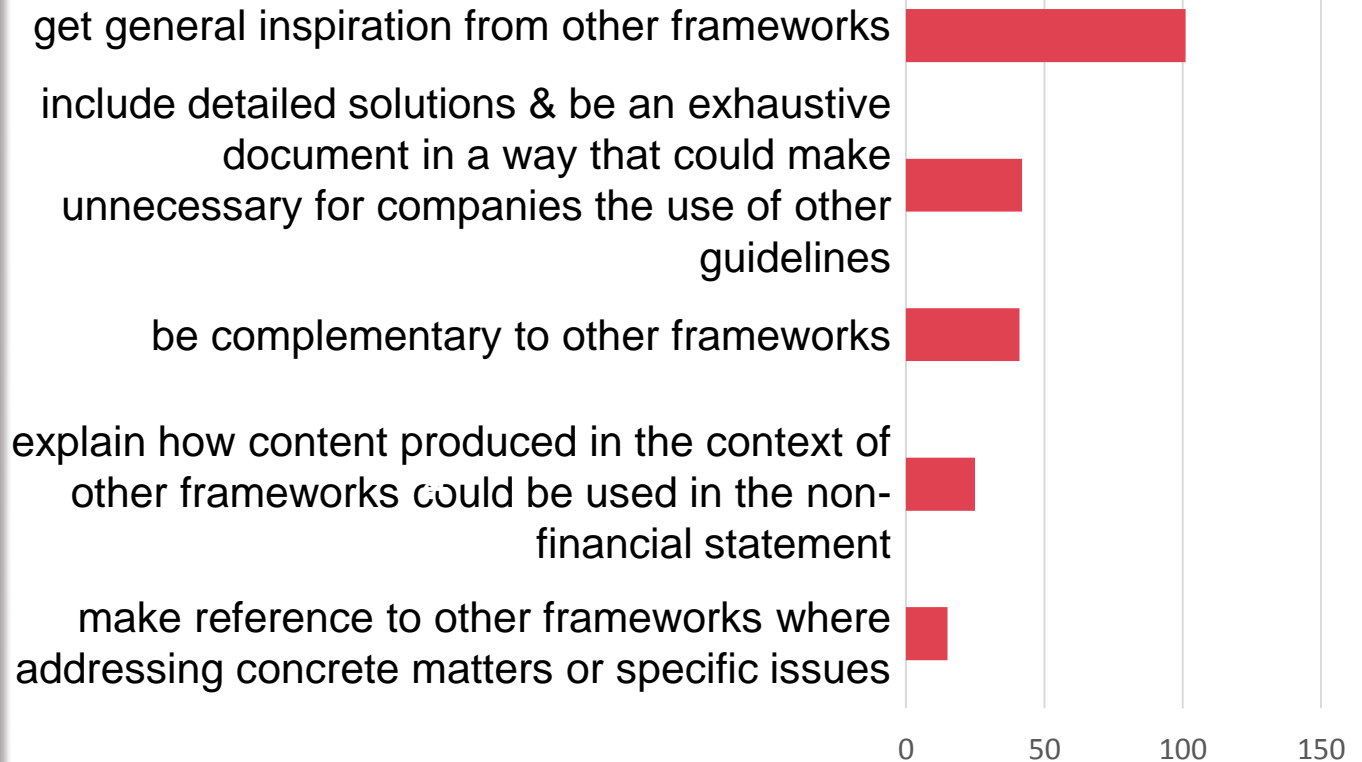 get general inspiration from other frameworks
include detailed solutions & be an exhaustive
document in a way that could make
unnecessary for companies the use of other
guidelines
be complementary to other frameworks
explain how content produced in the context of
other frameworks could be used in the non-
financial statement
make reference to other frameworks where
addressing concrete matters or specific issues
0 50 100 150